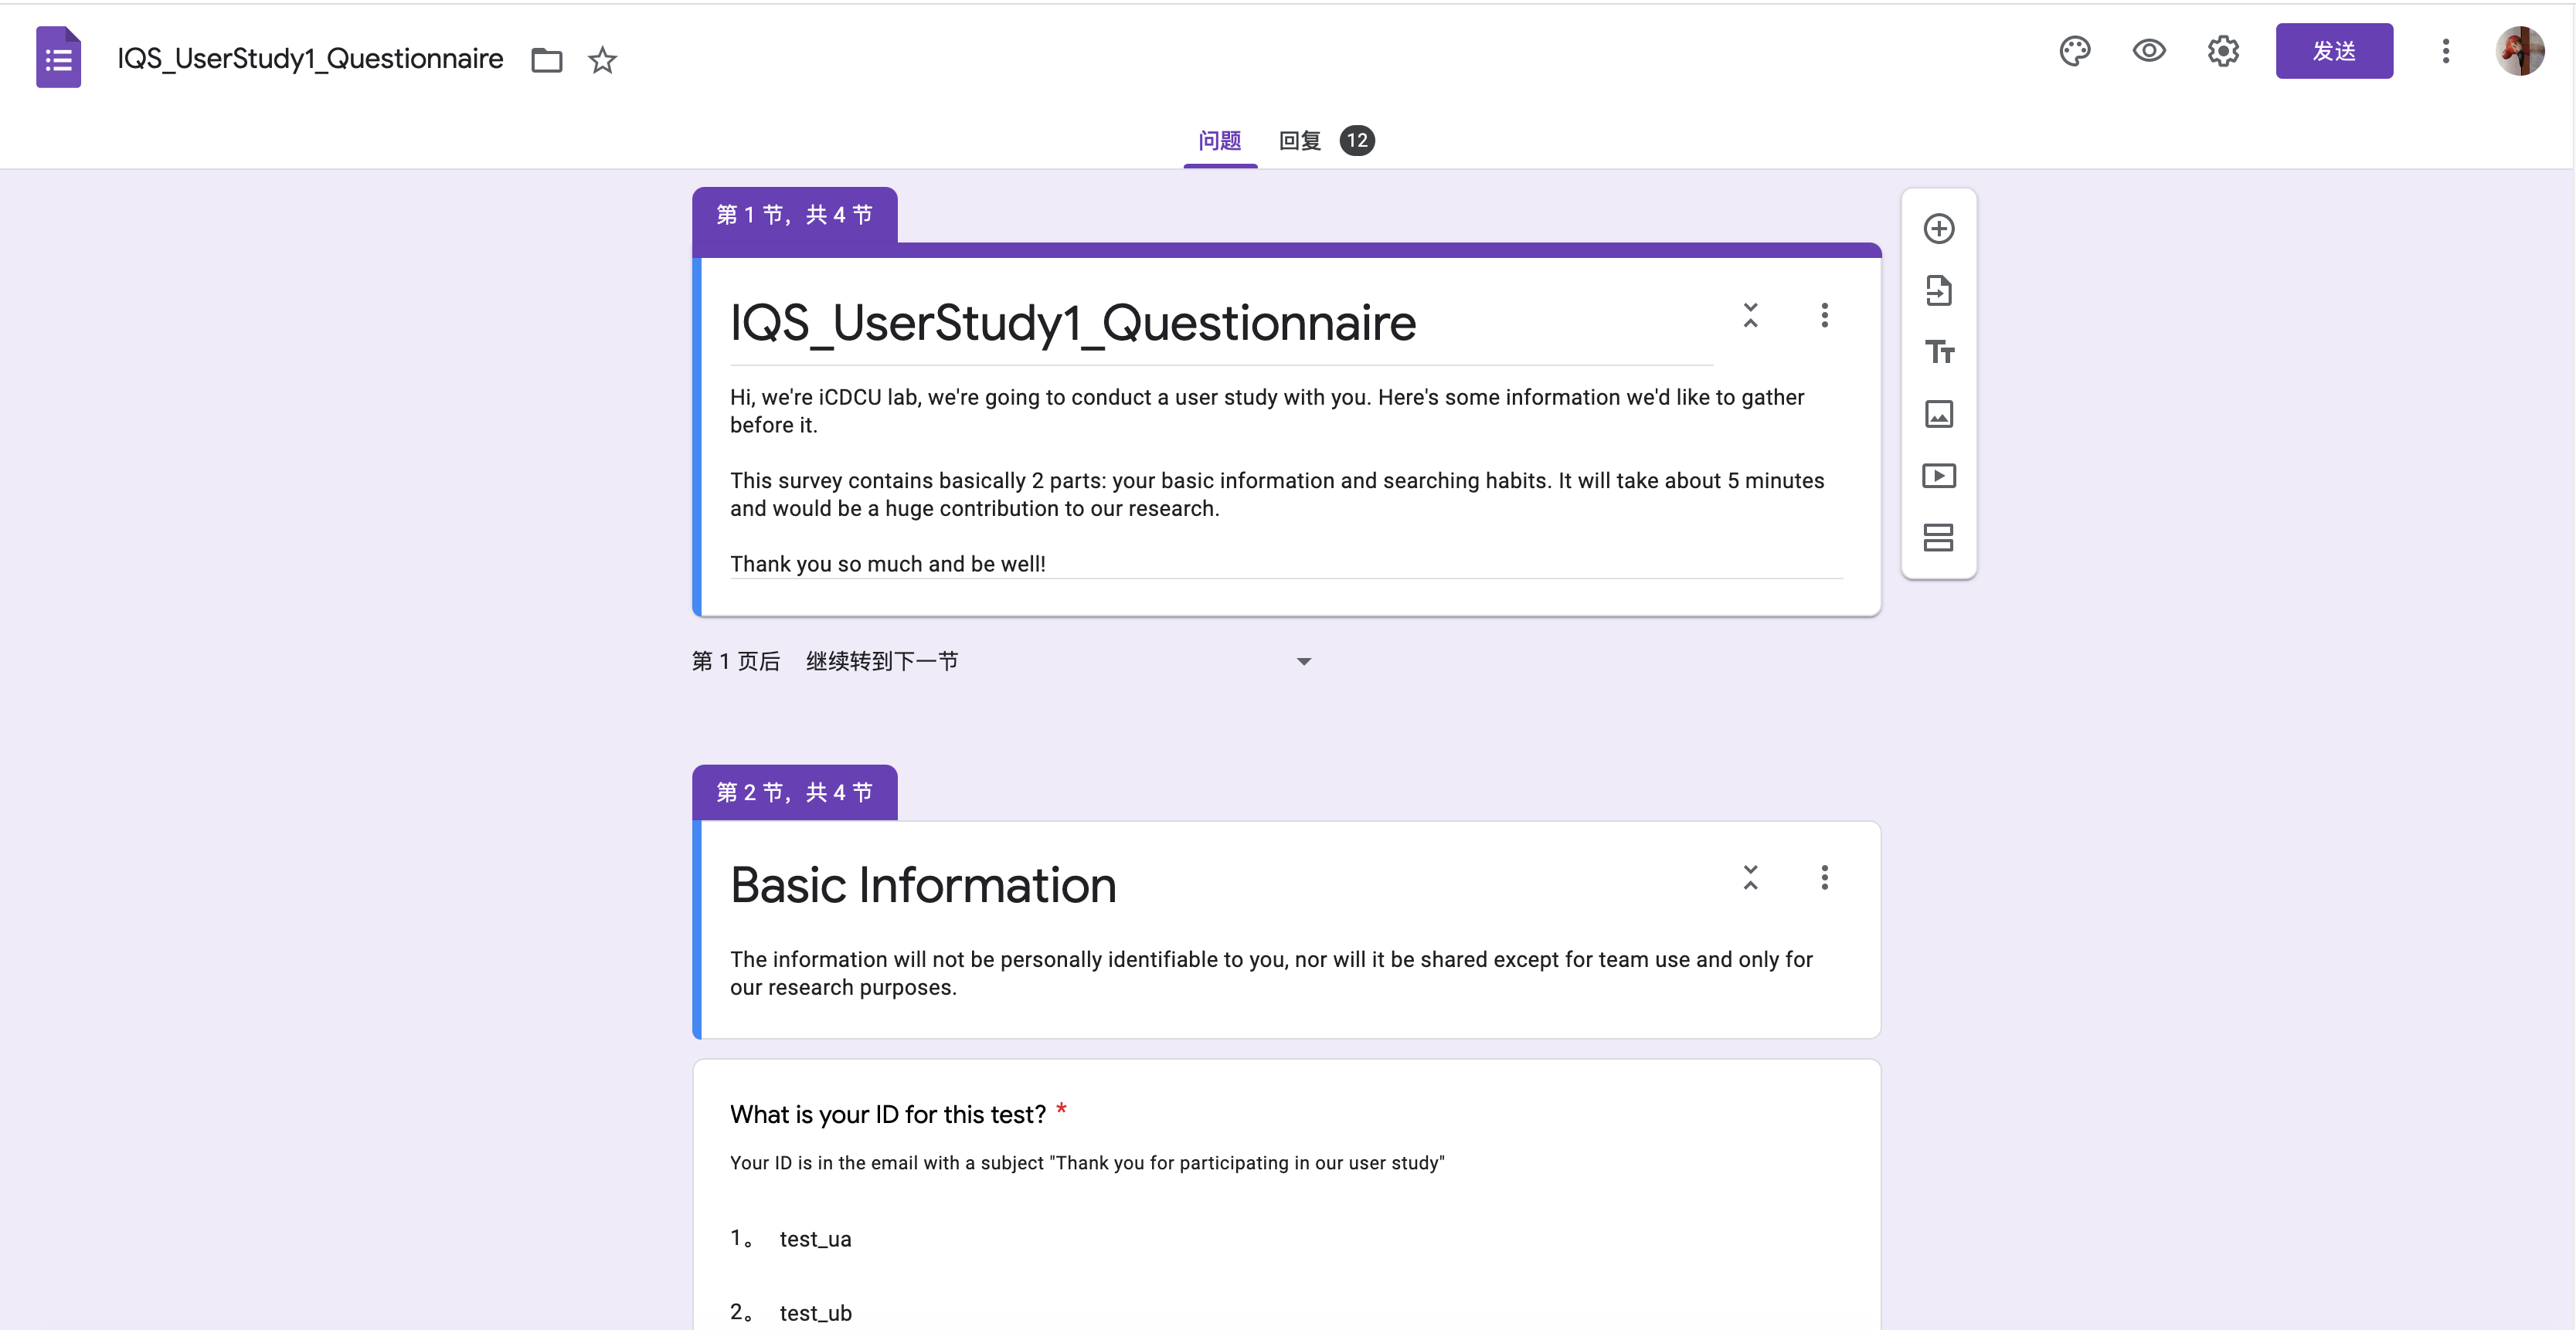 IQS_UserStudy1_Questionnaire
发送
问题
回复 12
第 1 节，共 4 节
IQS_UserStudy1_Questionnaire
Hi, we're iCDCU lab, we're going to conduct a user study with you. Here's some information we'd like to gather
before it.
This survey contains basically 2 parts: your basic information and searching habits. It will take about 5 minutes
and would be a huge contribution to our research.
Thank you so much and be well!
Tт
第 1 页后 继续转到下一节
第 2 节，共 4 节
Basic Information
The information will not be personally identifiable to you, nor will it be shared except for team use and only for
our research purposes.
What is your ID for this test? *
Your ID is in the email with a subject "Thank you for participating in our user study"
1。 test_ua
2。 test_ub